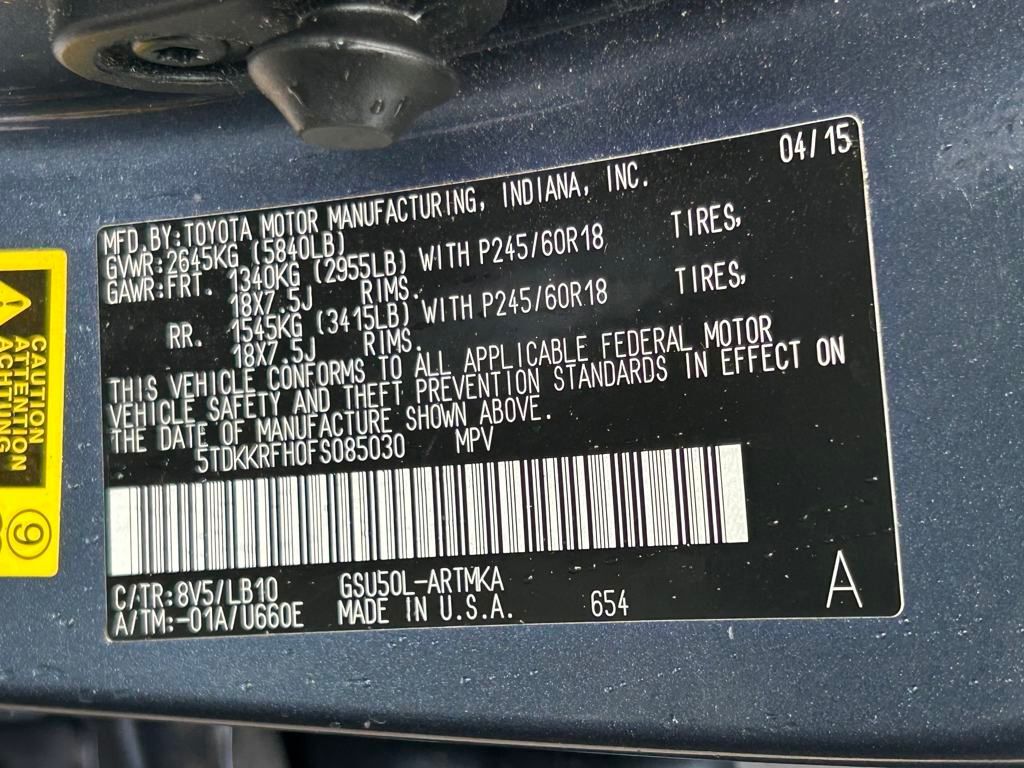 04/15
MFD.BY:TOYOTA MOTOR MANUFACTURING, INDIANA, INC.
GVWR:2645KG (5840LB)
GAWR:FRT. 1340KG (2955LB) WITH P245/60R18 TIRES,
18X7.5J RIMS.
RR. 1545KG (3415LB) WITH P245/60R18 TIRES,
18X7.5J RIMS.
THIS VEHICLE CONFORMS TO ALL APPLICABLE FEDERAL MOTOR
VEHICLE SAFETY AND THEFT PREVENTION STANDARDS IN EFFECT ON
THE DATE OF MANUFACTURE SHOWN ABOVE.
5TDKKRFH0FS085030 MPV
C/TR:8V5/LB10 GSU50L-ARTMKA
A/TM:-01A/U660E MADE IN U.S.A. 654
A
CAUTION
ATTENTION
ACHTUNG
9